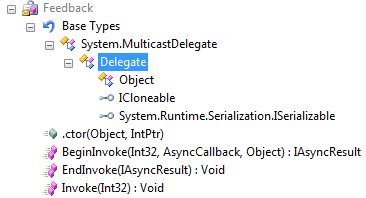 Feedback
Base Types
System.MulticastDelegate
Delegate
Object
ICloneable
System.Runtime.Serialization.ISerializable
.ctor(Object, IntPtr)
BeginInvoke(Int32, AsyncCallback, Object) : IAsyncResult
EndInvoke(IAsyncResult) : Void
Invoke(Int32) : Void